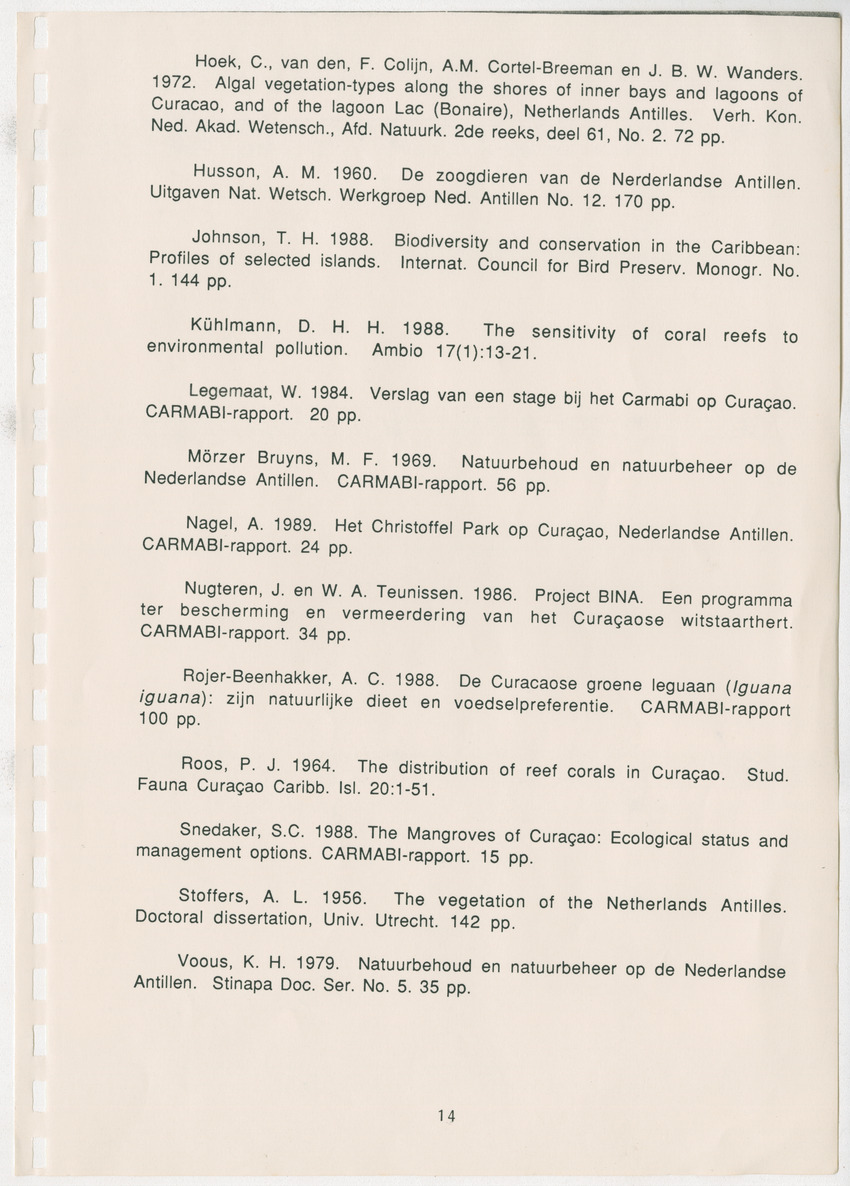 Hoek, C., van den, F. Colijn, A.M. Cortel-Breeman en J. B. W. Wanders.
1972. Algal vegetation-types along the shores of inner bays and lagoons of
Curacao, and of the lagoon Lac (Bonaire), Netherlands Antilles. Verh. Kon.
Ned. Akad. Wetensch., Afd. Natuurk. 2de reeks, deel 61, No. 2. 72 pp.
Husson, A. M. 1960. De zoogdieren van de Nerderlandse Antillen.
Uitgaven Nat. Wetsch. Werkgroep Ned. Antillen No. 12. 170 pp.
Johnson, T. H. 1988. Biodiversity and conservation in the Caribbean:
Profiles of selected islands. Internat. Council for Bird Preserv. Monogr. No.
1. 144 pp.
Kühlmann, D. H. H. 1988. The sensitivity of coral reefs to
environmental pollution. Ambio 17(1):13-21.
Legemaat, W. 1984. Verslag van een stage bij het Carmabi op Curaçao.
CARMABI-rapport. 20 pp.
Mörzer Bruyns, M. F. 1969. Natuurbehoud en natuurbeheer op de
Nederlandse Antillen. CARMABI-rapport. 56 pp.
Nagel, A. 1989. Het Christoffel Park op Curaçao, Nederlandse Antillen.
CARMABI-rapport. 24 pp.
Nugteren, J. en W. A. Teunissen. 1986. Project BINA. Een programma
ter bescherming en vermeerdering van het Curaçaose witstaarthert.
CARMABI-rapport. 34 pp.
Rojer-Beenhakker, A. C. 1988. De Curacaose groene leguaan (Iguana
iguana): zijn natuurlijke dieet en voedselpreferentie. CARMABI-rapport
100 pp.
Roos, P. J. 1964. The distribution of reef corals in Curaçao. Stud.
Fauna Curaçao Caribb. Isl. 20:1-51.
Snedaker, S.C. 1988. The Mangroves of Curaçao: Ecological status and
management options. CARMABI-rapport. 15 pp.
Stoffers, A. L. 1956. The vegetation of the Netherlands Antilles.
Doctoral dissertation, Univ. Utrecht. 142 pp.
Voous, K. H. 1979. Natuurbehoud en natuurbeheer op de Nederlandse
Antillen. Stinapa Doc. Ser. No. 5. 35 pp.
14